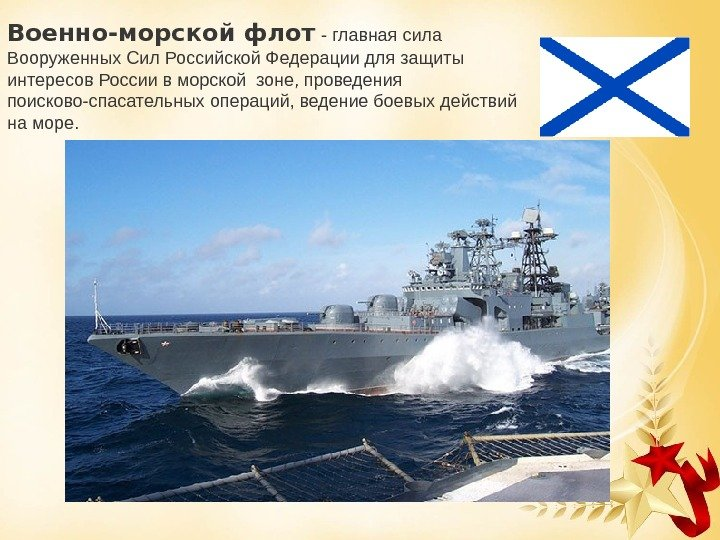 Военно-морской флот - главная сила
Вооруженных Сил Российской Федерации для защиты
интересов России в морской зоне, проведения
поисково-спасательных операций, ведение боевых действий
на море.